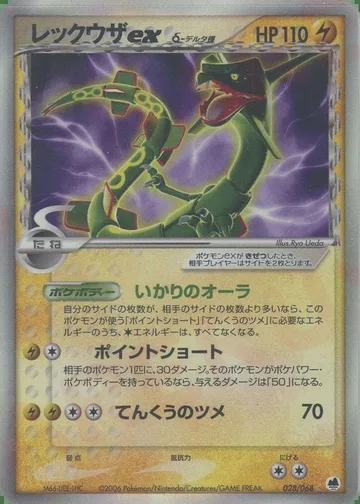 レックウザex δ-デルタ種 HP110
Illus.Ryo Ueda
たね
ポケモンexがきぜつしたとき、
相手プレイヤーはサイドを2枚とる。
ポケボディー いかりのオーラ
自分のサイドの枚数が、相手のサイドの枚数より多いなら、この
ポケモンが使う「ポイントショート」「てんくうのツメ」に必要なエネ
ルギーのうち、エネルギーは、すべてなくなる。
ポイントショート
相手のポケモン1匹に、30ダメージ。そのポケモンがポケパワー・
ポケボディーを持っているなら、与えるダメージは「50」になる。
てんくうのツメ 70
弱点 抵抗力 にげる
©2006 Pokémon/Nintendo/Creatures/GAME FREAK
028/068